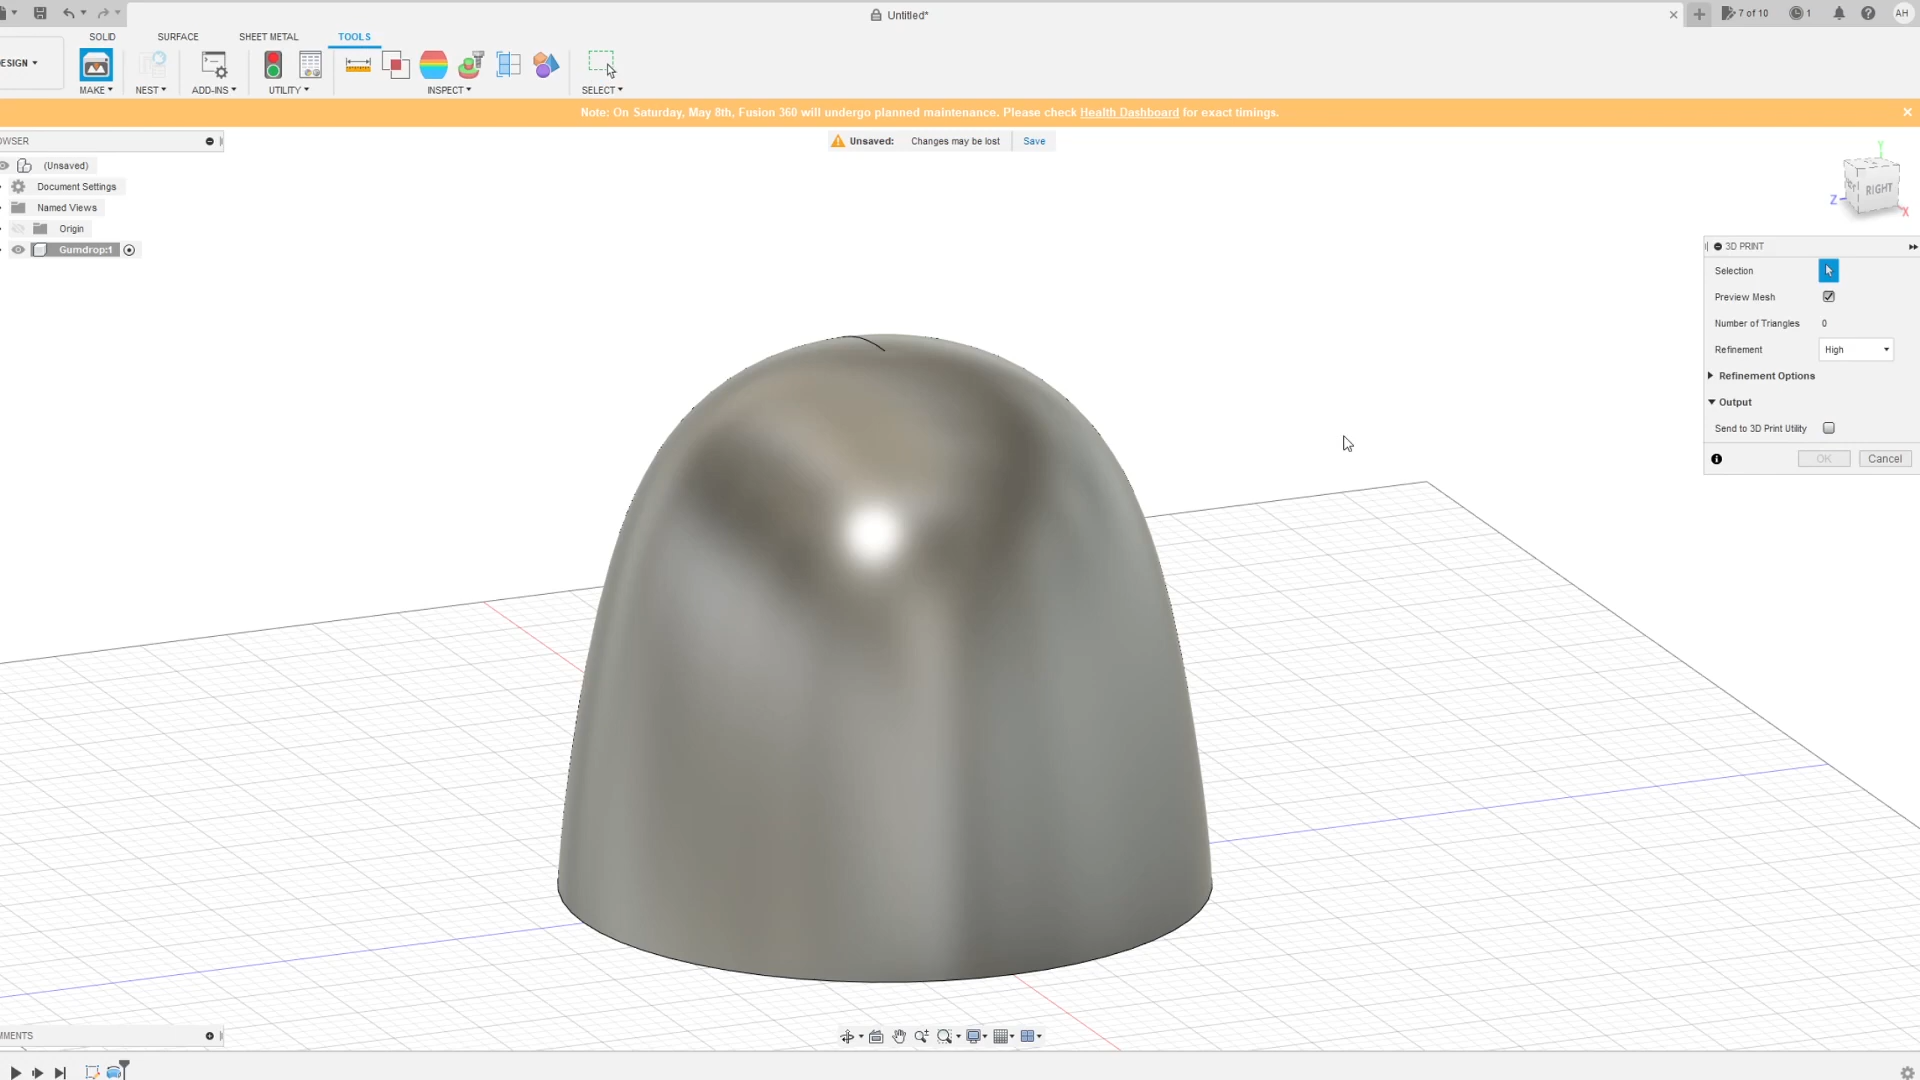 Untitled*
7 of 10
1
AH
SOLID
SURFACE
SHEET METAL
TOOLS
ESIGN
MAKE
NEST
ADD-INS
UTILITY
INSPECT
SELECT
Note: On Saturday, May 8th, Fusion 360 will undergo planned maintenance. Please check Health Dashboard for exact timings.
OWSER
Unsaved: Changes may be lost Save
(Unsaved)
Document Settings
Named Views
Origin
Gumdrop:1
Y
RIGHT
Z
X
3D PRINT
Selection
Preview Mesh
Number of Triangles 0
Refinement High
Refinement Options
Output
Send to 3D Print Utility
OK Cancel
MMENTS